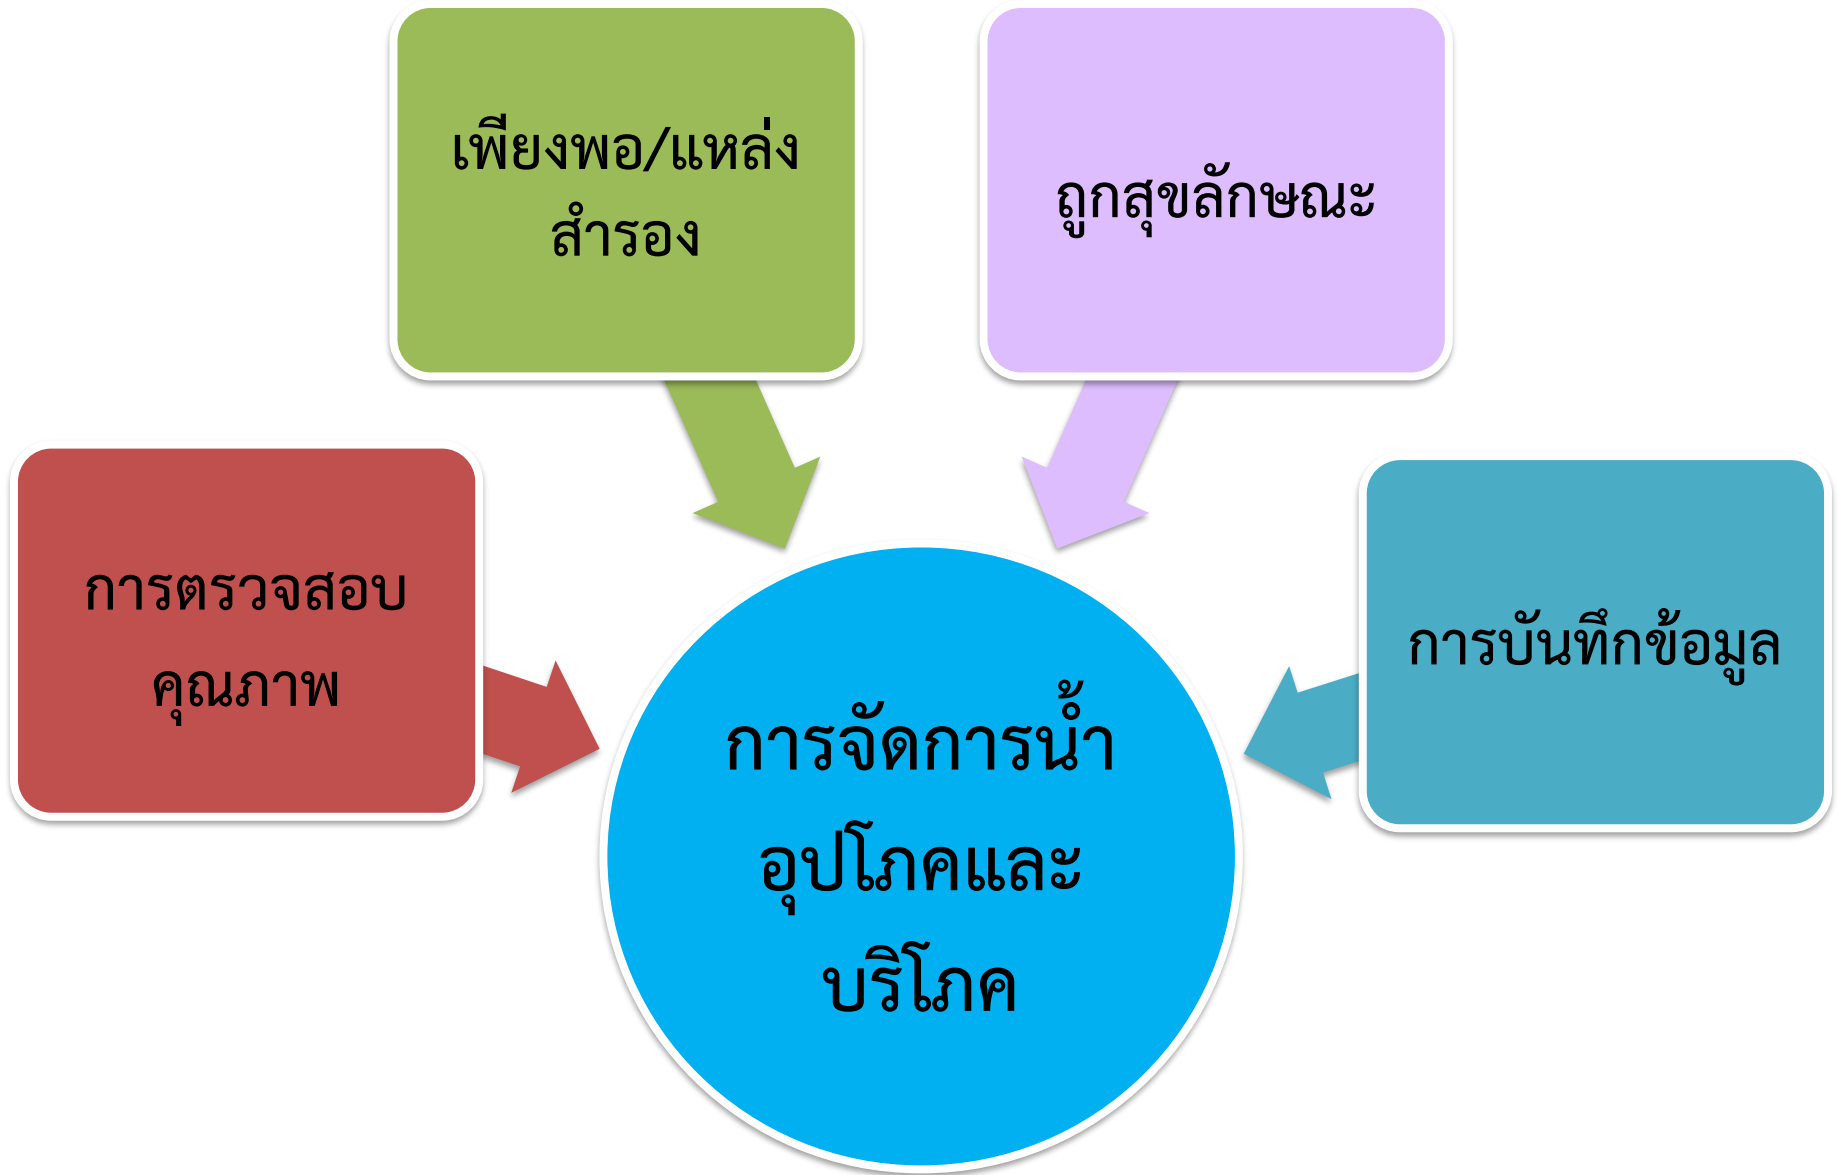 เพียงพอ/แหล่ง
สำรอง
ถูกสุขลักษณะ
การตรวจสอบ
คุณภาพ
การบันทึกข้อมูล
การจัดการน้ำ
อุปโภคและ
บริโภค